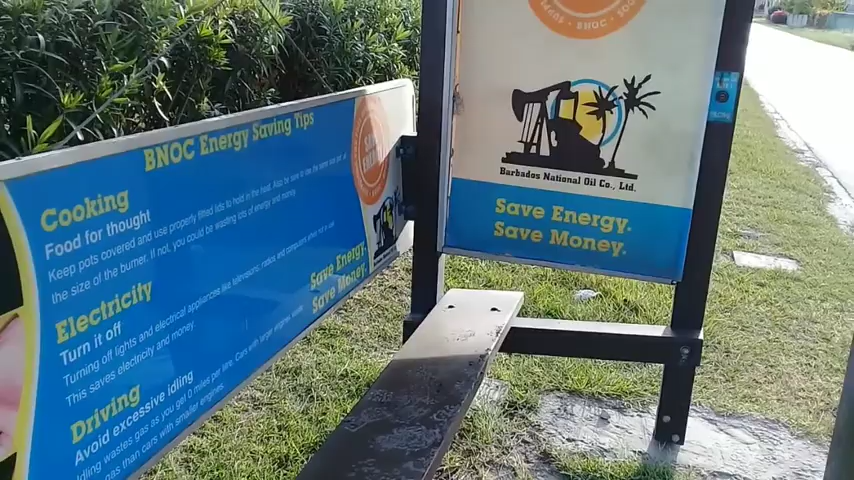 BNOC Energy Saving Tips
Cooking
Food for thought
Keep pots covered and use properly fitted lids to hold in the heat. Also be sure to use the same size pot as
the size of the burner. If not, you could be wasting lots of energy and money.
Electricity
Turn it off
Turning off lights and electrical appliances like televisions, radios and computers when not in use.
This saves electricity and money.
Driving
Avoid excessive idling
Idling wastes gas as you get 0 miles per litre. Cars with larger engines waste
gas than cars with smaller engines.
Save Energy.
Save Money.
SAVE
ENERGY
BNOC
Barbados National Oil Co., Ltd.
Save Energy.
Save Money.